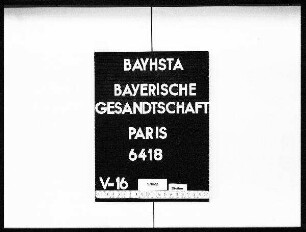 BAYHSTA
BAYERISCHE
GESANDTSCHAFT
PARIS
6418
V-16